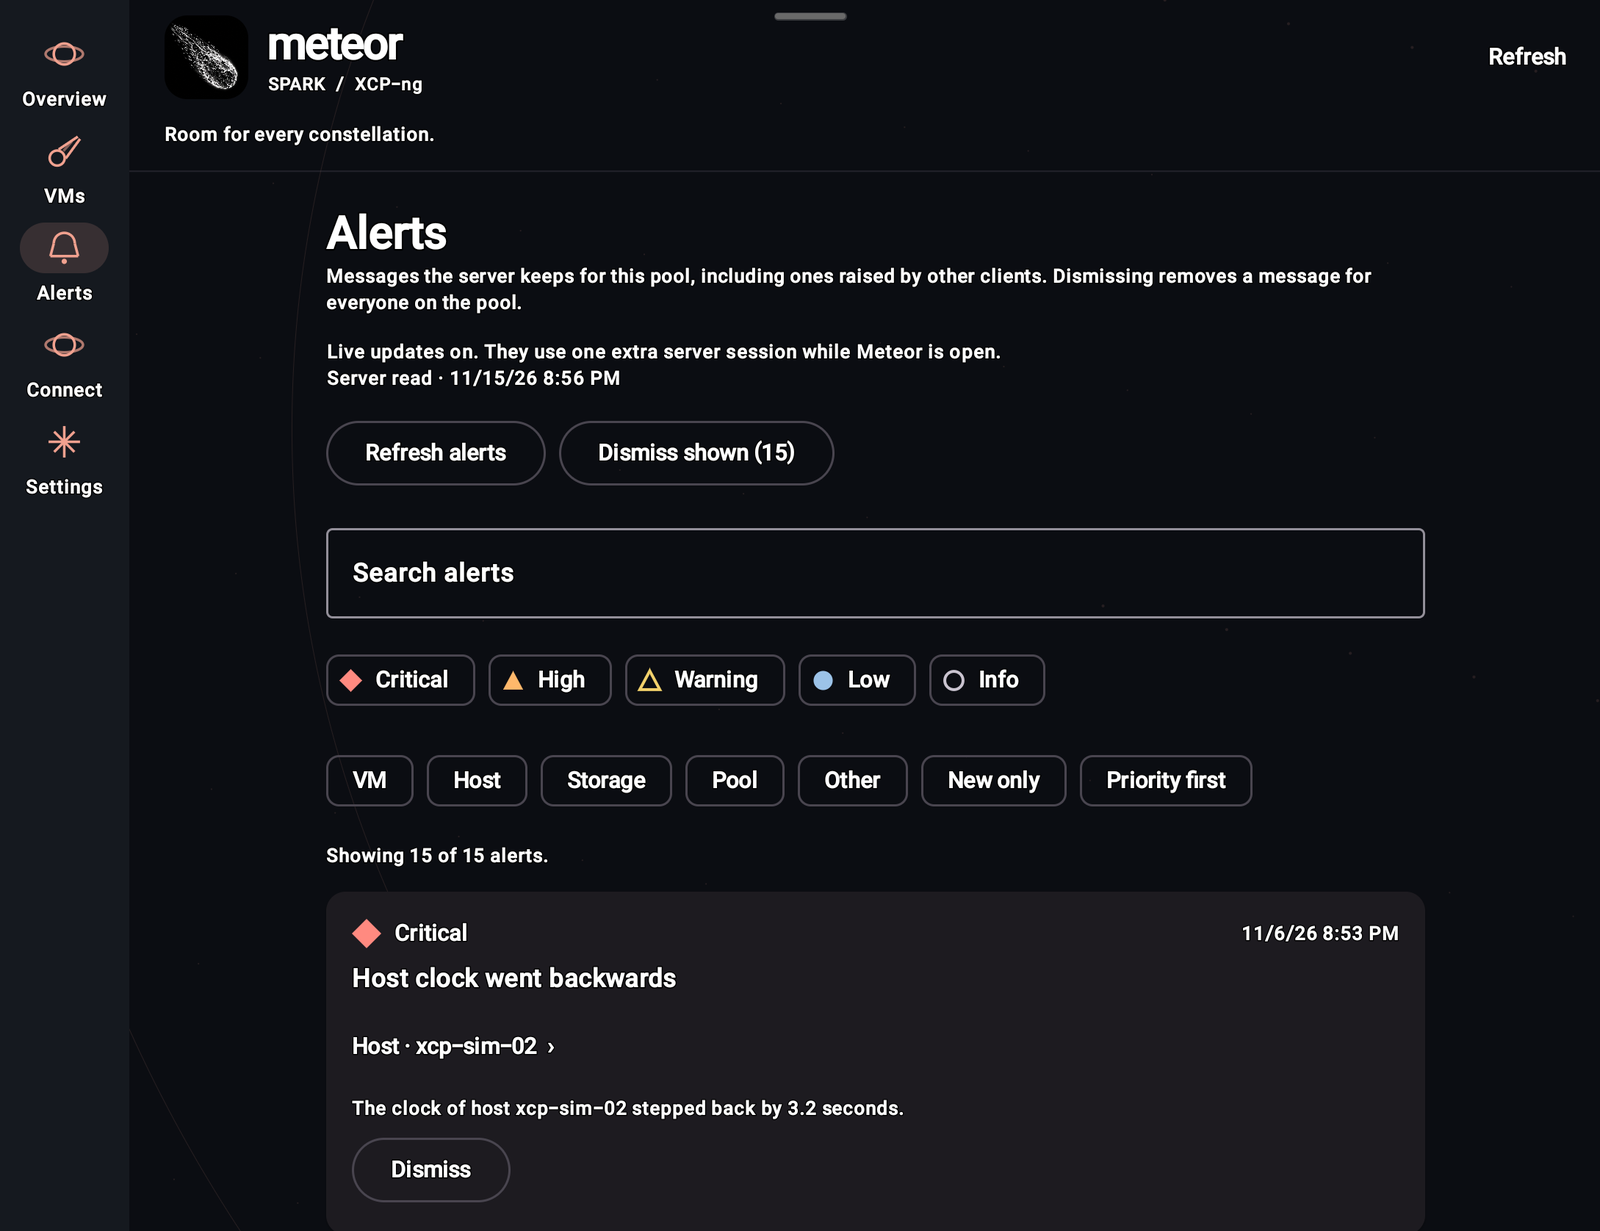 meteor
SPARK / XCP-ng
Refresh
Room for every constellation.
Overview
VMs
Alerts
Connect
Settings
Alerts
Messages the server keeps for this pool, including ones raised by other clients. Dismissing removes a message for
everyone on the pool.
Live updates on. They use one extra server session while Meteor is open.
Server read · 11/15/26 8:56 PM
Refresh alerts
Dismiss shown (15)
Search alerts
Critical
High
Warning
Low
Info
VM
Host
Storage
Pool
Other
New only
Priority first
Showing 15 of 15 alerts.
Critical
11/6/26 8:53 PM
Host clock went backwards
Host · xcp-sim-02 ›
The clock of host xcp-sim-02 stepped back by 3.2 seconds.
Dismiss